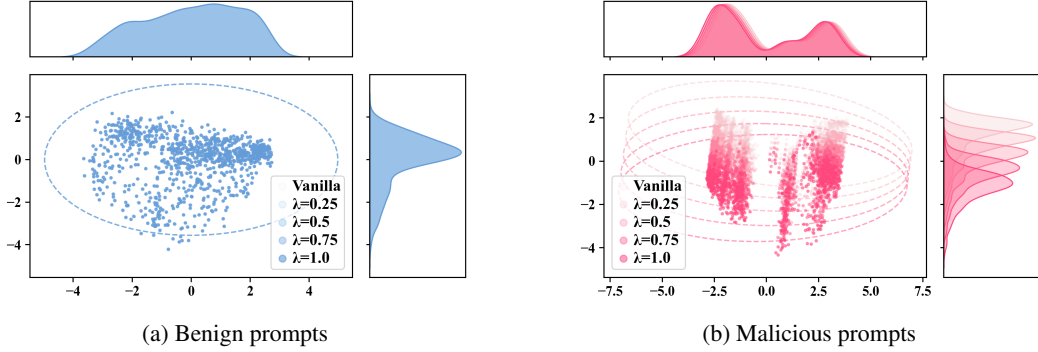 2
0
−2
−4
−4
−2
0
2
4
Vanilla
λ=0.25
λ=0.5
λ=0.75
λ=1.0
(a) Benign prompts
4
2
0
−2
−4
−7.5
−5.0
−2.5
0.0
2.5
5.0
7.5
Vanilla
λ=0.25
λ=0.5
λ=0.75
λ=1.0
(b) Malicious prompts